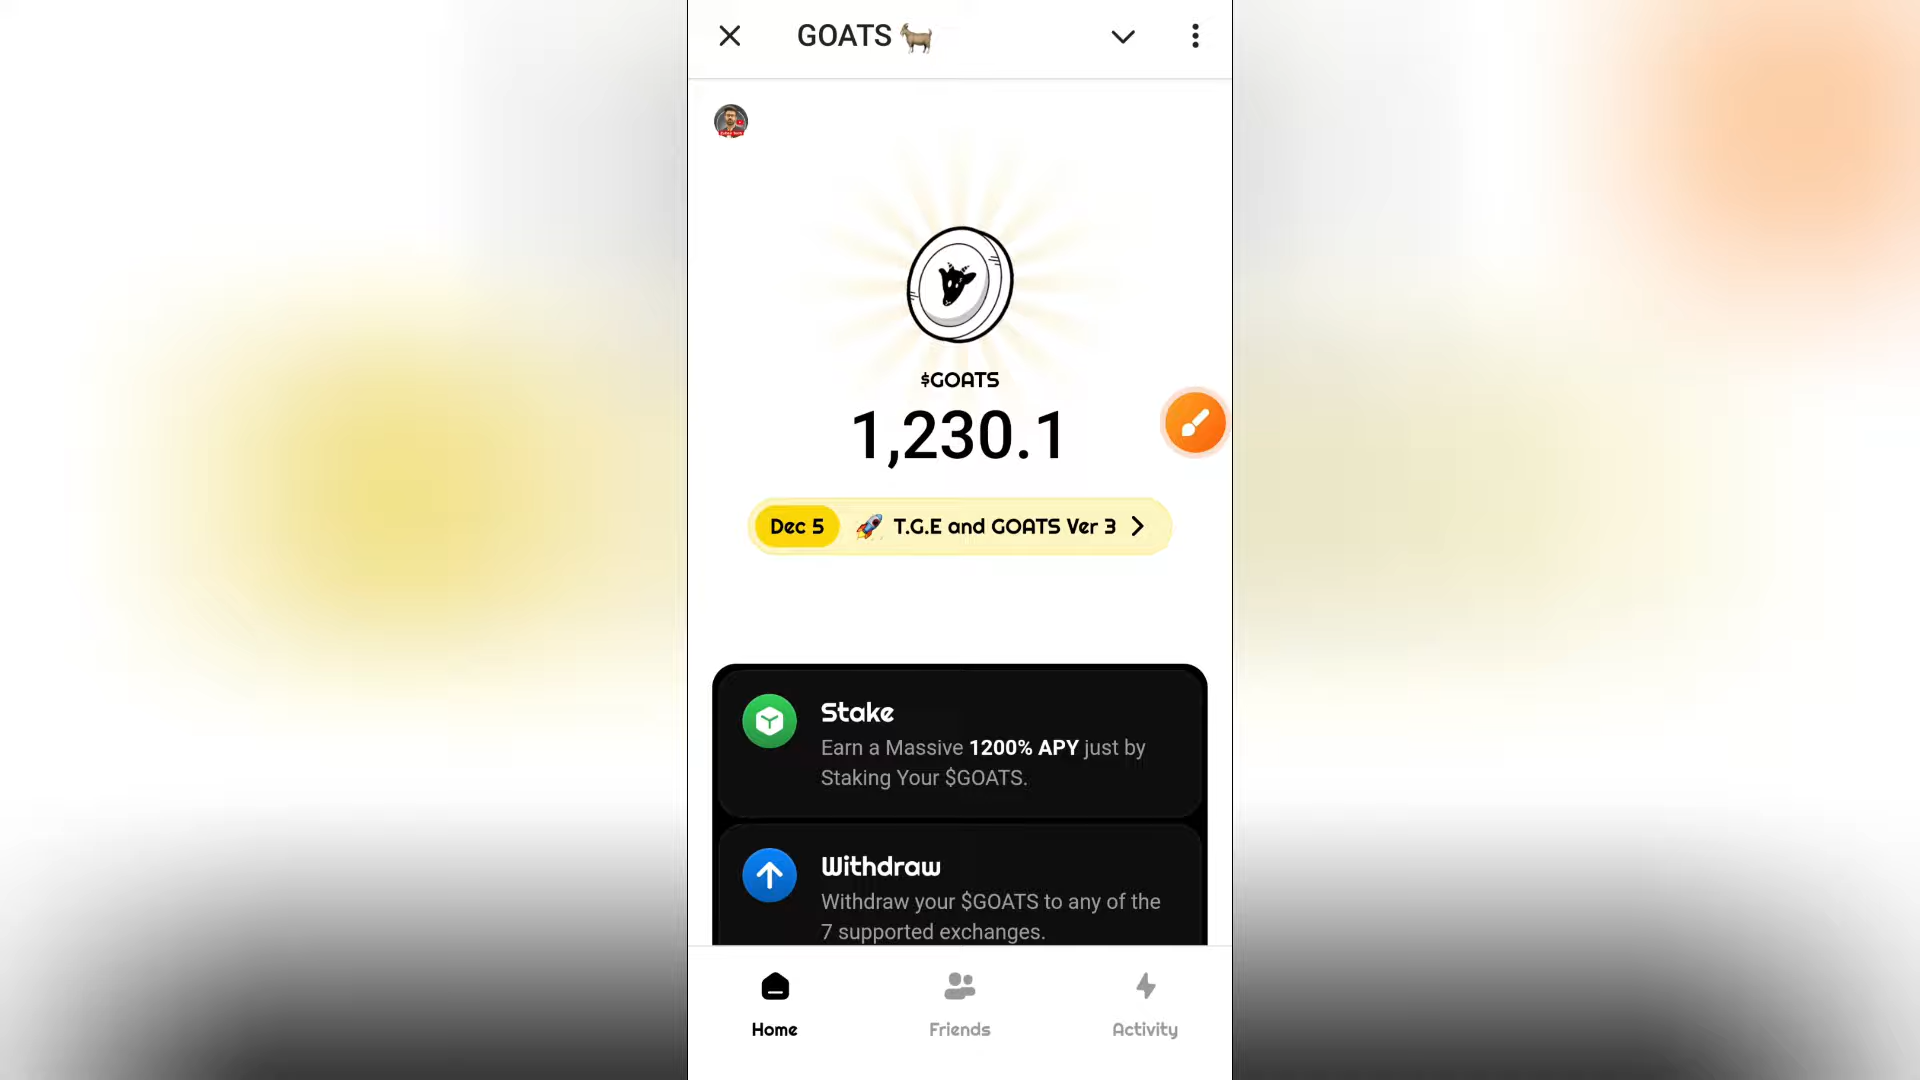 GOATS
$GOATS
1,230.1
Dec 5 T.G.E and GOATS Ver 3
Stake
Earn a Massive 1200% APY just by
Staking Your $GOATS.
Withdraw
Withdraw your $GOATS to any of the
7 supported exchanges.
Home Friends Activity